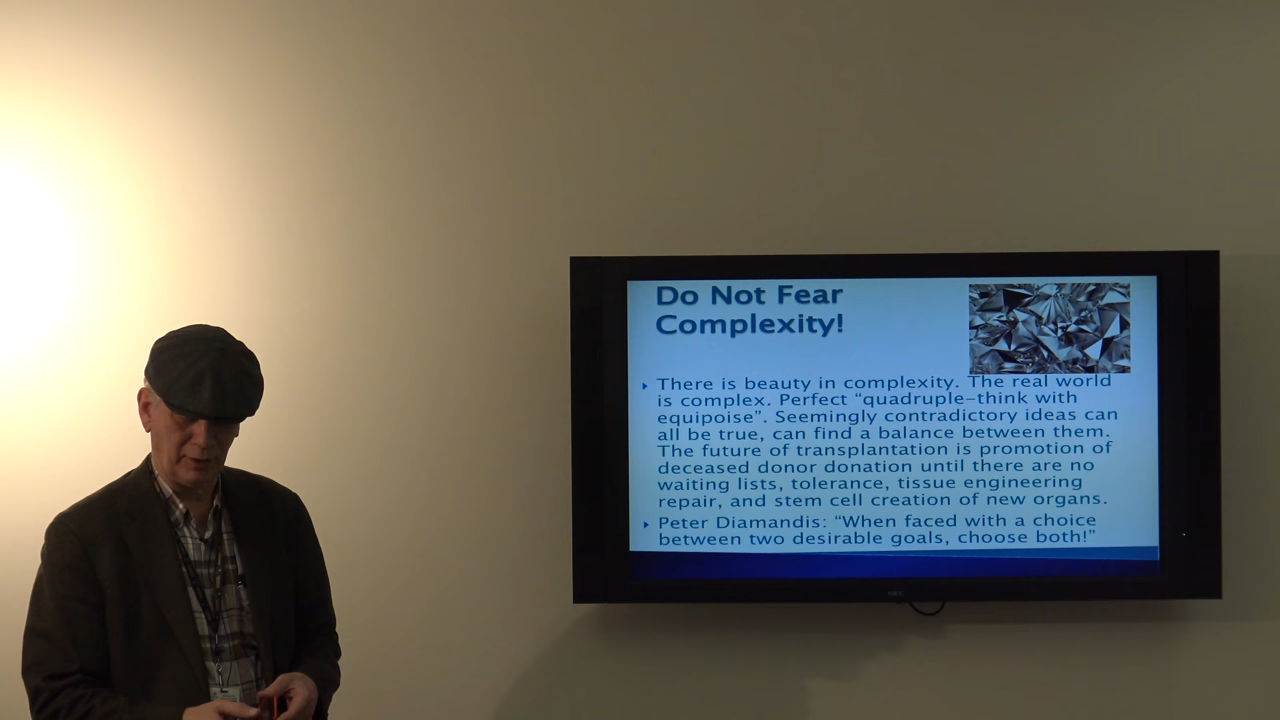 Do Not Fear
Complexity!
There is beauty in complexity. The real world
is complex. Perfect “quadruple-think with
equipoise”. Seemingly contradictory ideas can
all be true, can find a balance between them.
The future of transplantation is promotion of
deceased donor donation until there are no
waiting lists, tolerance, tissue engineering
repair, and stem cell creation of new organs.
Peter Diamandis: “When faced with a choice
between two desirable goals, choose both!”
NEC